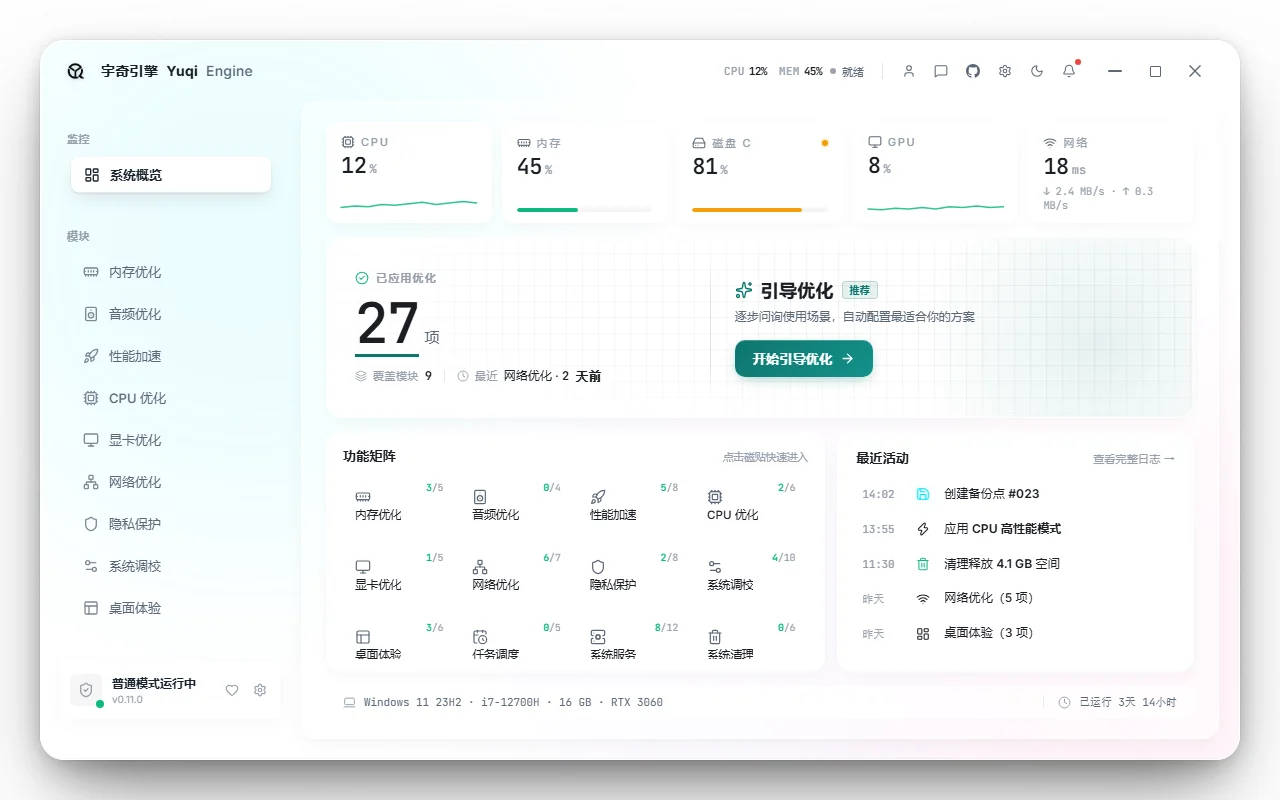 宇奇引擎 Yuqi Engine
CPU 12% MEM 45% 就绪
监控
系统概览
模块
内存优化
音频优化
性能加速
CPU 优化
显卡优化
网络优化
隐私保护
系统调校
桌面体验
普通模式运行中
v0.11.0
CPU
12%
内存
45%
磁盘 C
81%
GPU
8%
网络
18ms
↓ 2.4 MB/s · ↑ 0.3
MB/s
已应用优化
27 项
覆盖模块 9 最近 网络优化 · 2 天前
引导优化 推荐
逐步问询使用场景，自动配置最适合你的方案
开始引导优化 →
功能矩阵 点击磁贴快速进入
3/5
内存优化
0/4
音频优化
5/8
性能加速
2/6
CPU 优化
1/5
显卡优化
6/7
网络优化
2/8
隐私保护
4/10
系统调校
3/6
桌面体验
0/5
任务调度
8/12
系统服务
0/6
系统清理
最近活动 查看完整日志 →
14:02 创建备份点 #023
13:55 应用 CPU 高性能模式
11:30 清理释放 4.1 GB 空间
昨天 网络优化（5 项）
昨天 桌面体验（3 项）
Windows 11 23H2 · i7-12700H · 16 GB · RTX 3060
已运行 3天 14小时